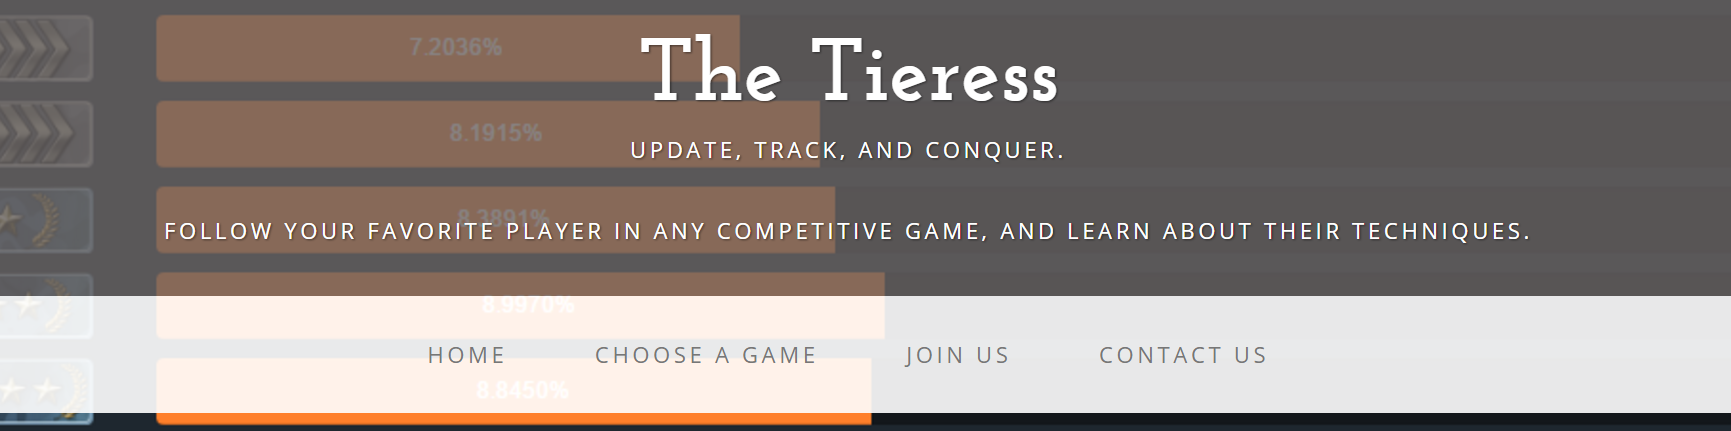 7.2036%
The Tieress
8.1915%
UPDATE, TRACK, AND CONQUER.
8.3891%
FOLLOW YOUR FAVORITE PLAYER IN ANY COMPETITIVE GAME, AND LEARN ABOUT THEIR TECHNIQUES.
8.9970%
HOME CHOOSE A GAME JOIN US CONTACT US
8.8450%